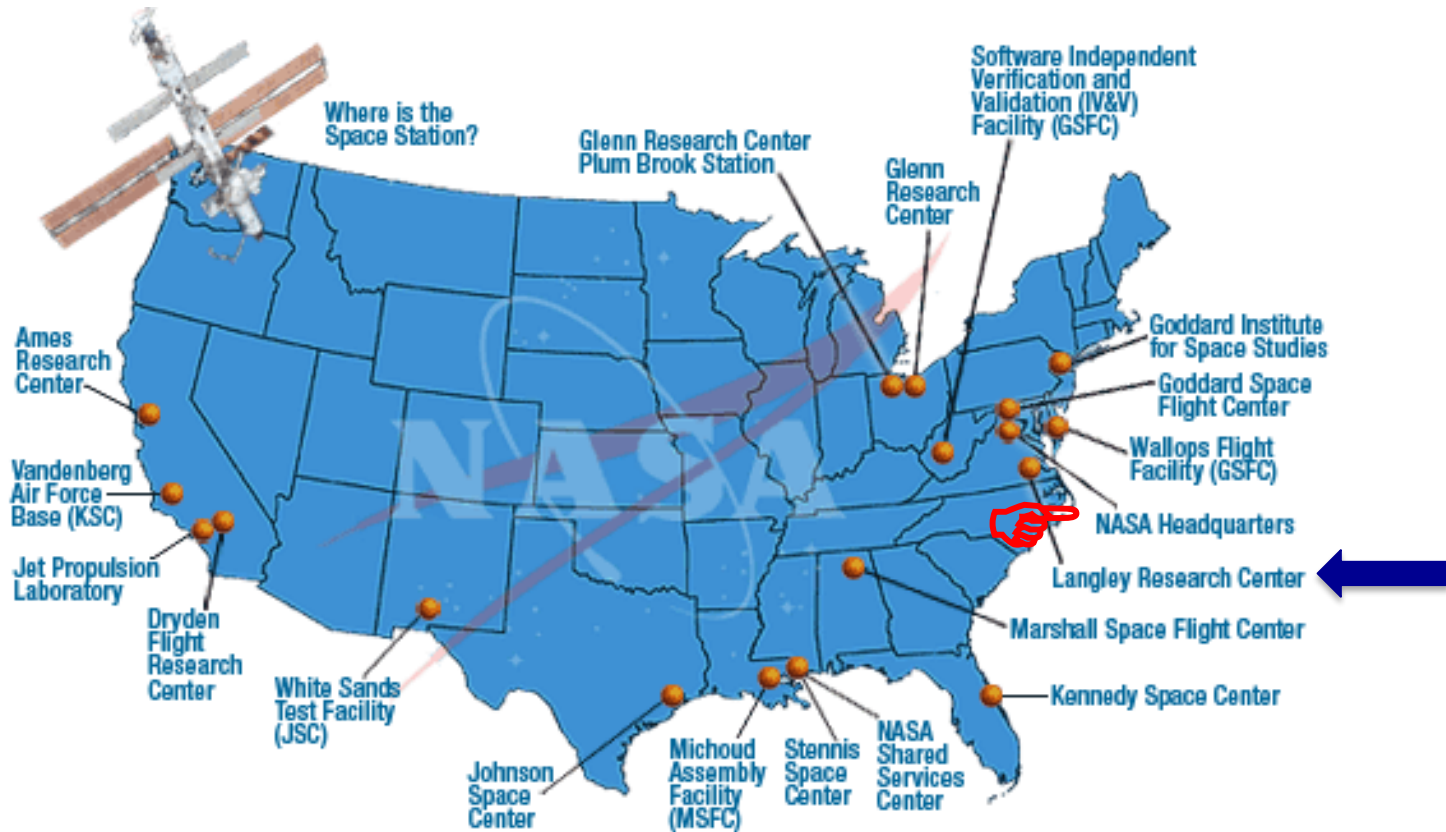 Where is the
Space Station?
Software Independent
Verification and
Validation (IV&V)
Facility (GSFC)
Glenn Research Center
Plum Brook Station
Glenn
Research
Center
Ames
Research
Center
Vandenberg
Air Force
Base (KSC)
Jet Propulsion
Laboratory
Dryden
Flight
Research
Center
White Sands
Test Facility
(JSC)
Johnson
Space
Center
Michoud
Assembly
Facility
(MSFC)
Stennis
Space
Center
NASA
Shared
Services
Center
Goddard Institute
for Space Studies
Goddard Space
Flight Center
Wallops Flight
Facility (GSFC)
NASA Headquarters
Langley Research Center
Marshall Space Flight Center
Kennedy Space Center
NASA